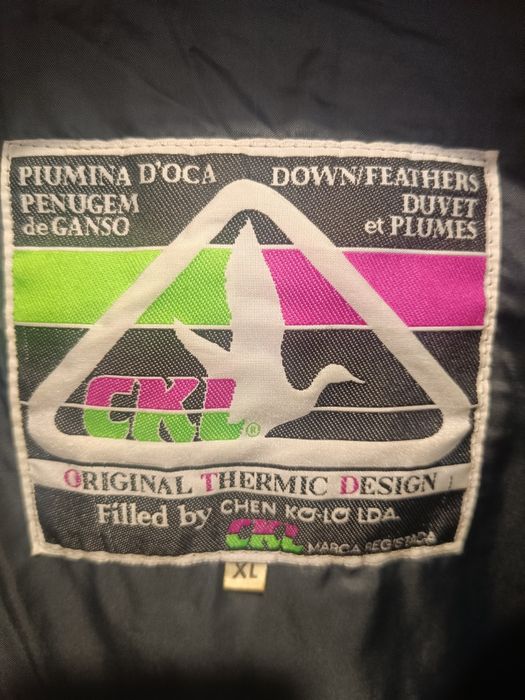 PIUMINA D'OCA
PENUGEM
de GANSO
DOWN/FEATHERS
DUVET
et PLUMES
CKL®
ORIGINAL THERMIC DESIGN
Filled by CHEN KO-LO LDA.
CKL MARCA REGISTADA
XL